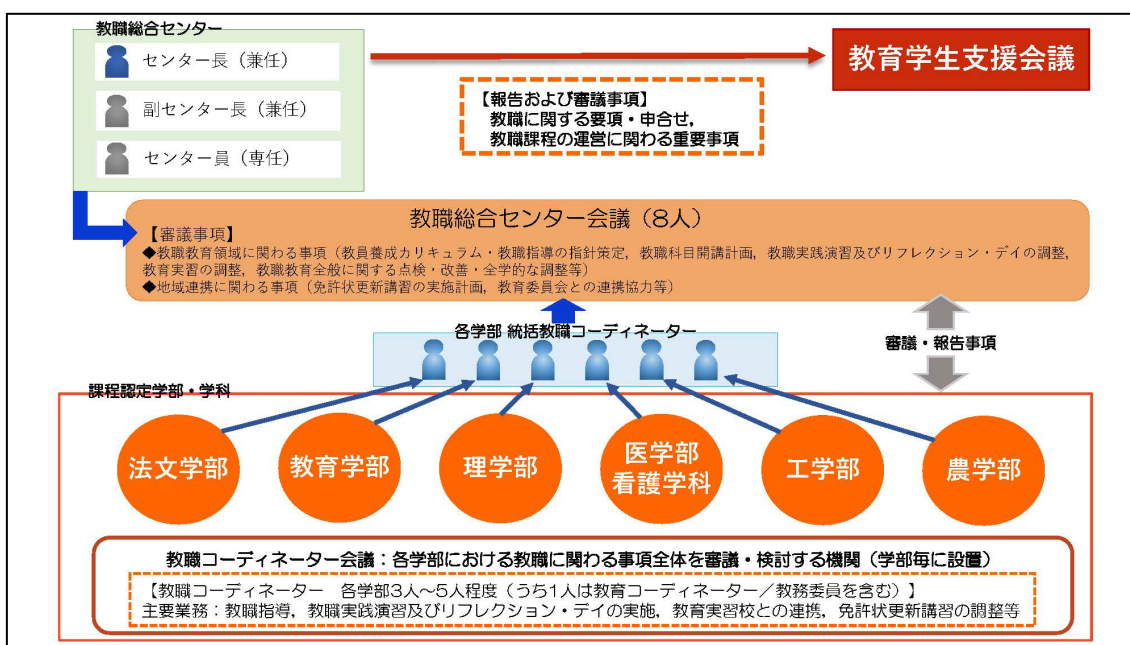 教職総合センター
センター長（兼任）
副センター長（兼任）
センター員（専任）
教育学生支援会議
【報告および審議事項】
教職に関する要項・申合せ，
教職課程の運営に関わる重要事項
教職総合センター会議（8人）
【審議事項】
◆教職教育領域に関わる事項（教員養成カリキュラム・教職指導の指針策定，教職科目開講計画，教職実践演習及びリフレクション・デイの調整，
教育実習の調整，教職教育全般に関する点検・改善・全学的な調整等）
◆地域連携に関わる事項（免許状更新講習の実施計画，教育委員会との連携協力等）
各学部 統括教職コーディネーター
審議・報告事項
課程認定学部・学科
法文学部
教育学部
理学部
医学部
看護学科
工学部
農学部
教職コーディネーター会議：各学部における教職に関わる事項全体を審議・検討する機関（学部毎に設置）
【教職コーディネーター　各学部3人～5人程度（うち1人は教育コーディネーター／教務委員を含む）】
主要業務：教職指導，教職実践演習及びリフレクション・デイの実施，教育実習校との連携，免許状更新講習の調整等